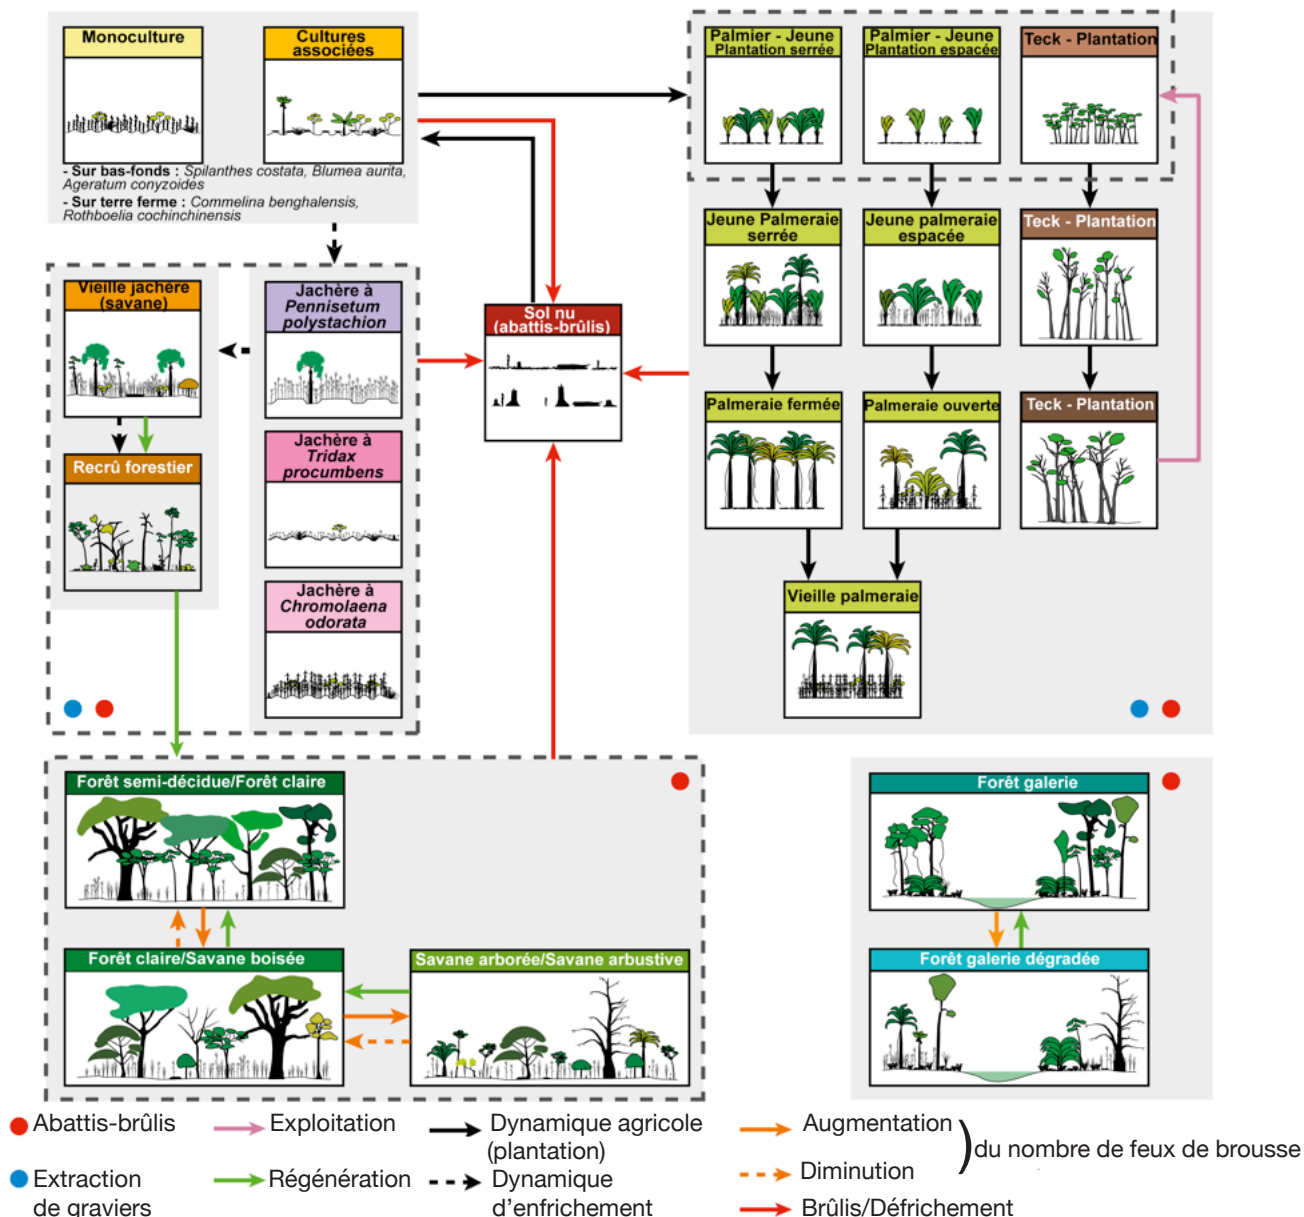 Monoculture
Cultures
associées
- Sur bas-fonds : Spilanthes costata, Blumea aurita,
Ageratum conyzoides
- Sur terre ferme : Commelina benghalensis,
Rothboelia cochinchinensis
Palmier - Jeune
Plantation serrée
Palmier - Jeune
Plantation espacée
Teck - Plantation
Jeune Palmeraie
serrée
Jeune palmeraie
espacée
Teck - Plantation
Vieille jachère
(savane)
Jachère à
Pennisetum
polystachion
Sol nu
(abattis-brûlis)
Palmeraie fermée
Palmeraie ouverte
Teck - Plantation
Recrû forestier
Jachère à
Tridax
procumbens
Jachère à
Chromolaena
odorata
Vieille palmeraie
Forêt semi-décidue/Forêt claire
Forêt galerie
Forêt claire/Savane boisée
Savane arborée/Savane arbustive
Forêt galerie dégradée
Abattis-brûlis
Extraction
de graviers
Exploitation
Régénération
Dynamique agricole
(plantation)
Dynamique
d'enfrichement
Augmentation
Diminution
) du nombre de feux de brousse
Brûlis/Défrichement